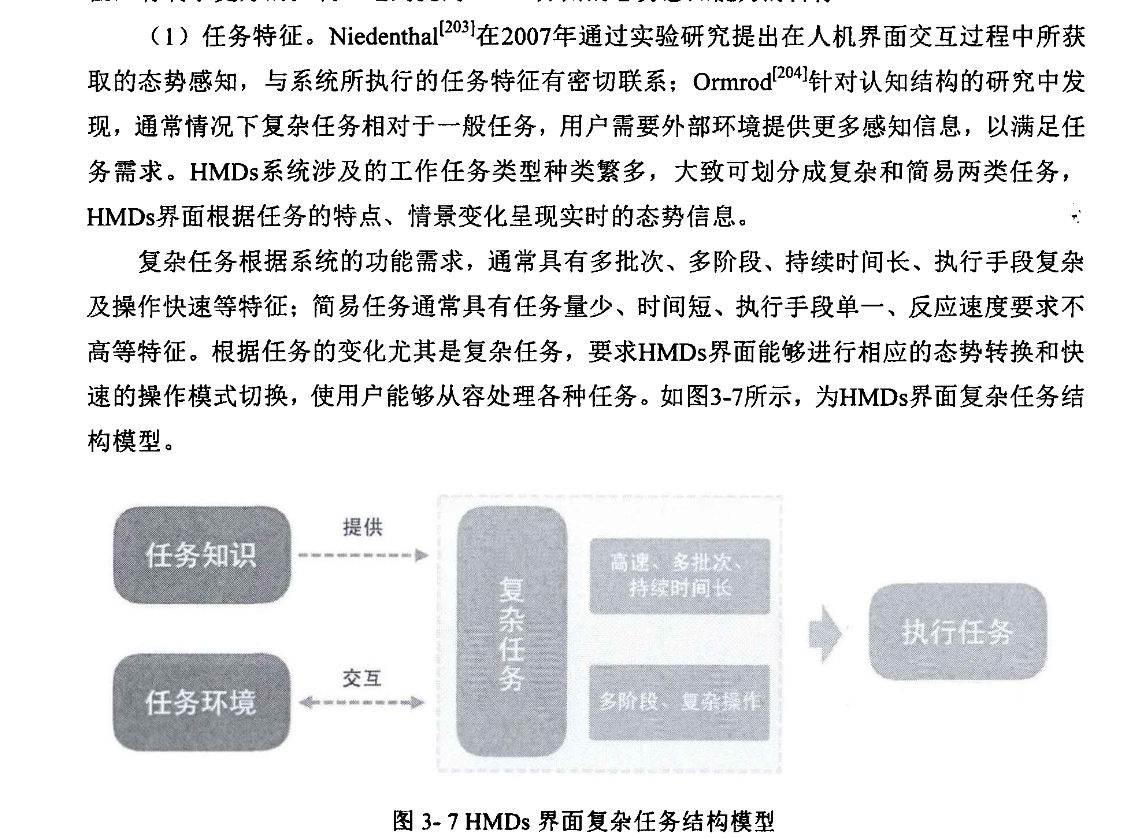 （1）任务特征。Niedenthal[203]在2007年通过实验研究提出在人机界面交互过程中所获
取的态势感知，与系统所执行的任务特征有密切联系；Ormrod[204]针对认知结构的研究中发
现，通常情况下复杂任务相对于一般任务，用户需要外部环境提供更多感知信息，以满足任
务需求。HMDs系统涉及的工作任务类型种类繁多，大致可划分成复杂和简易两类任务，
HMDs界面根据任务的特点、情景变化呈现实时的态势信息。
复杂任务根据系统的功能需求，通常具有多批次、多阶段、持续时间长、执行手段复杂
及操作快速等特征；简易任务通常具有任务量少、时间短、执行手段单一、反应速度要求不
高等特征。根据任务的变化尤其是复杂任务，要求HMDs界面能够进行相应的态势转换和快
速的操作模式切换，使用户能够从容处理各种任务。如图3-7所示，为HMDs界面复杂任务结
构模型。
任务知识
提供
任务环境
交互
复杂任务
高速、多批次、
持续时间长
多阶段、复杂操作
执行任务
图 3- 7 HMDs 界面复杂任务结构模型